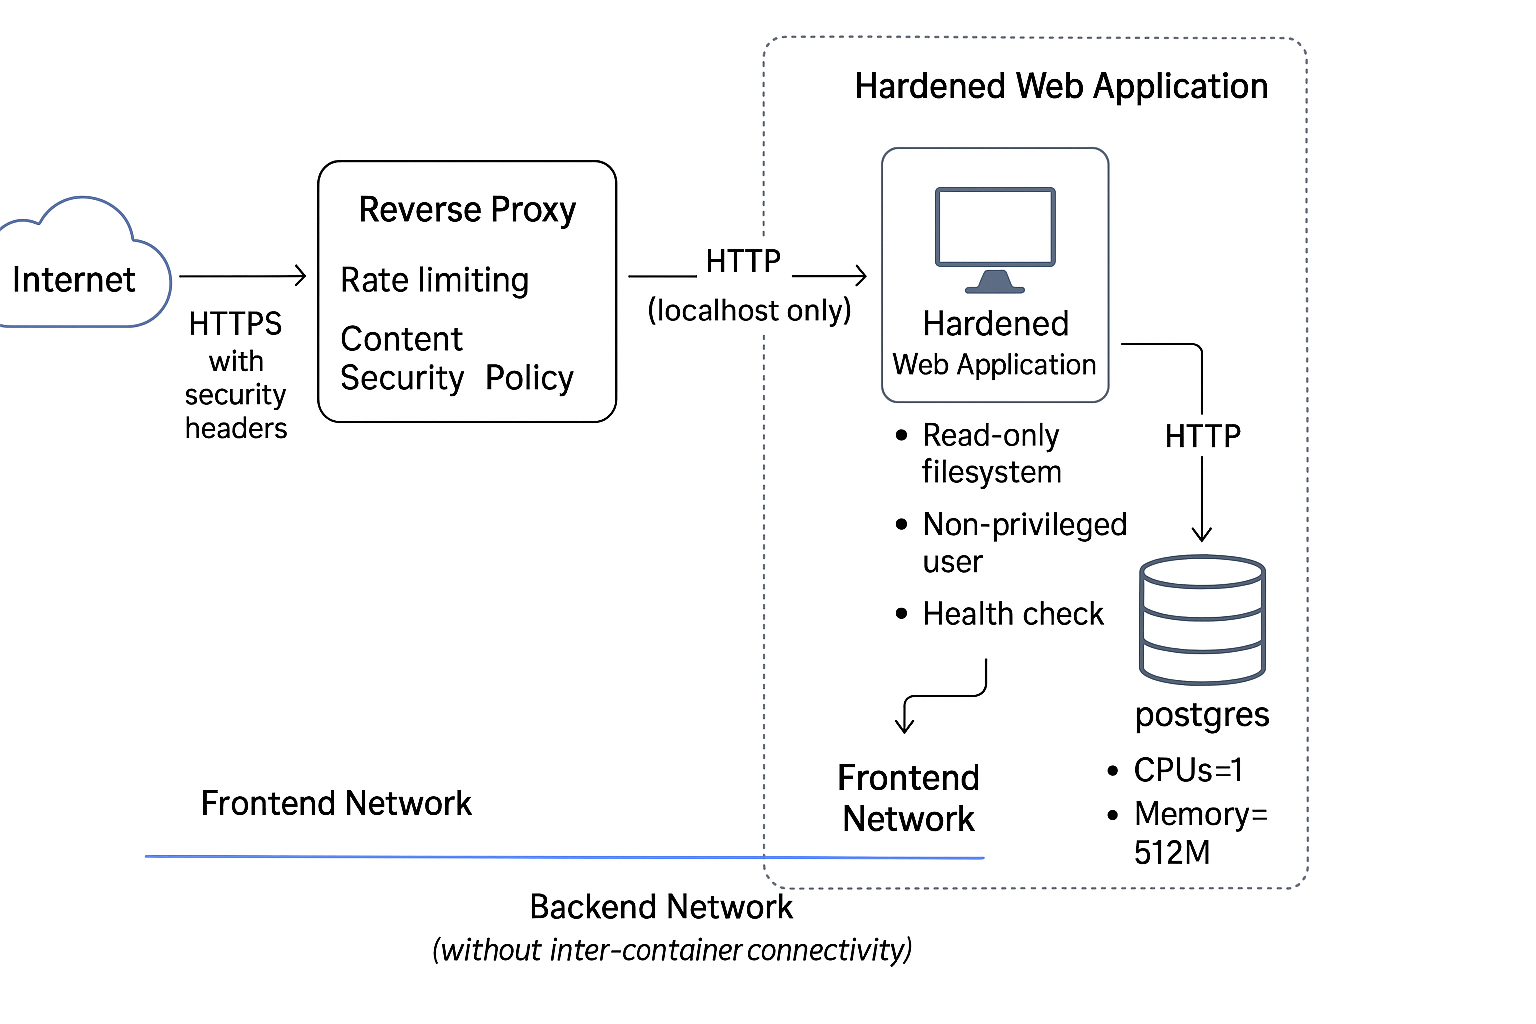 Hardened Web Application
Internet
HTTPS
with
security
headers
Reverse Proxy
Rate limiting
Content
Security Policy
HTTP
(localhost only)
Hardened
Web Application
• Read-only
filesystem
• Non-privileged
user
• Health check
HTTP
postgres
• CPUs=1
• Memory=
512M
Frontend
Network
Frontend Network
Backend Network
(without inter-container connectivity)